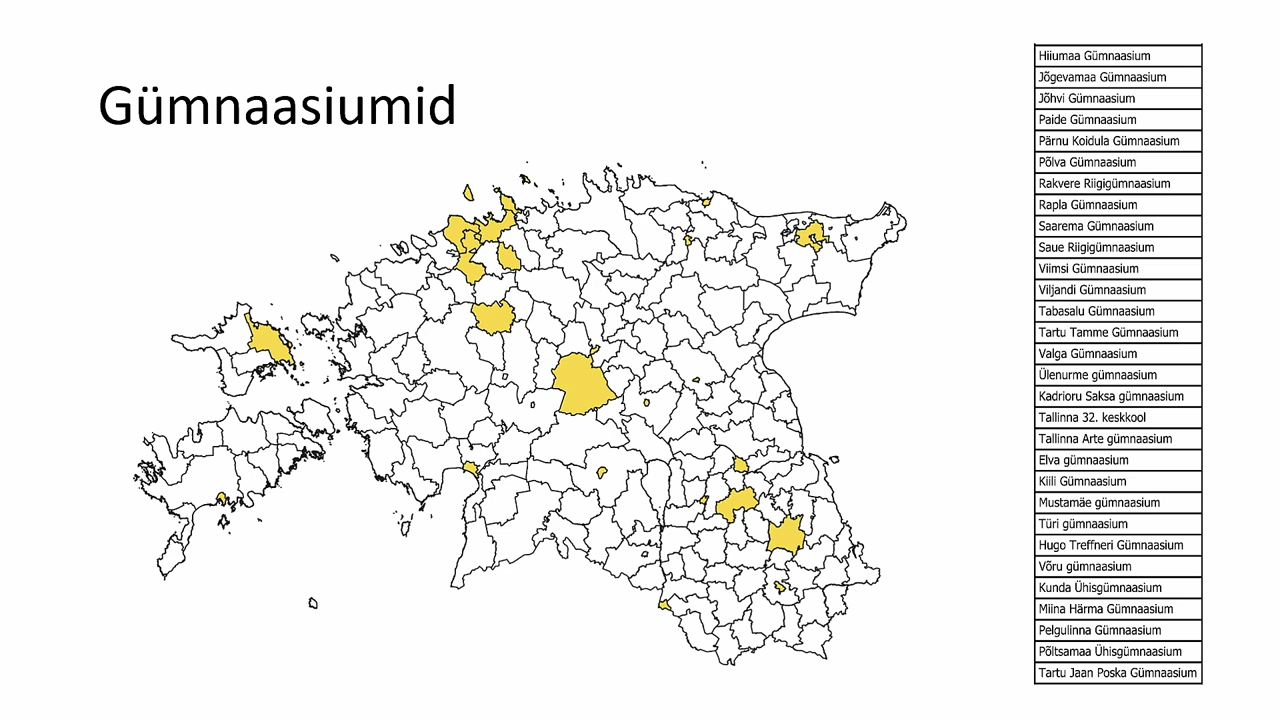 Gümnaasiumid
Hiiumaa Gümnaasium
Jõgevamaa Gümnaasium
Jõhvi Gümnaasium
Paide Gümnaasium
Pärnu Koidula Gümnaasium
Põlva Gümnaasium
Rakvere Riigigümnaasium
Rapla Gümnaasium
Saarema Gümnaasium
Saue Riigigümnaasium
Viimsi Gümnaasium
Viljandi Gümnaasium
Tabasalu Gümnaasium
Tartu Tamme Gümnaasium
Valga Gümnaasium
Ülenurme gümnaasium
Kadrioru Saksa gümnaasium
Tallinna 32. keskkool
Tallinna Arte gümnaasium
Elva gümnaasium
Kiili Gümnaasium
Mustamäe gümnaasium
Türi gümnaasium
Hugo Treffneri Gümnaasium
Võru gümnaasium
Kunda Ühisgümnaasium
Miina Härma Gümnaasium
Pelgulinna Gümnaasium
Põltsamaa Ühisgümnaasium
Tartu Jaan Poska Gümnaasium